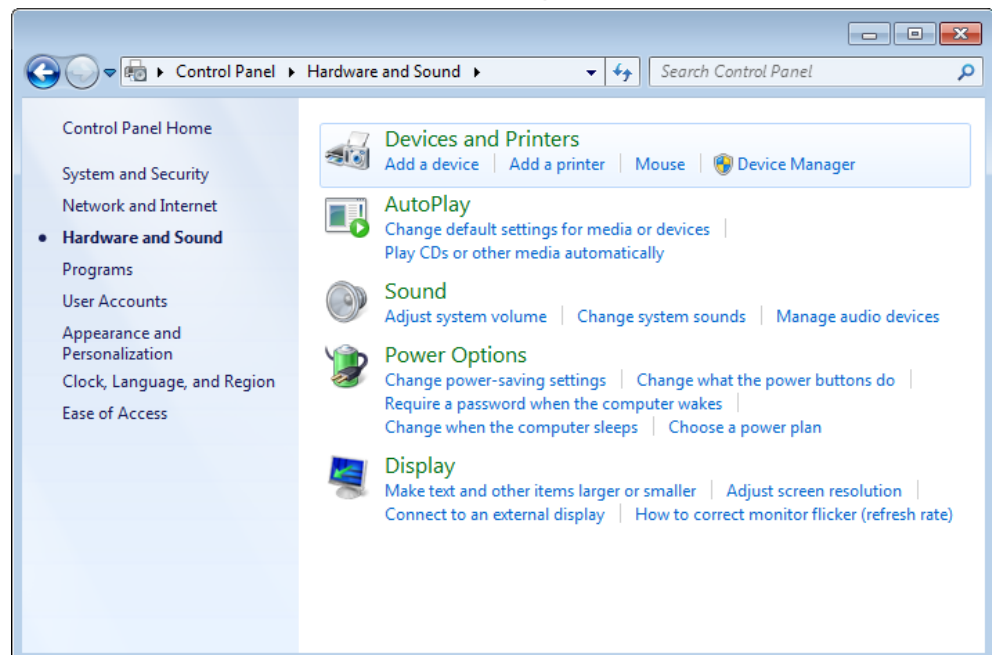 Control Panel Hardware and Sound Search Control Panel
Control Panel Home
System and Security
Network and Internet
Hardware and Sound
Programs
User Accounts
Appearance and
Personalization
Clock, Language, and Region
Ease of Access
Devices and Printers
Add a device Add a printer Mouse Device Manager
AutoPlay
Change default settings for media or devices
Play CDs or other media automatically
Sound
Adjust system volume Change system sounds Manage audio devices
Power Options
Change power-saving settings Change what the power buttons do
Require a password when the computer wakes
Change when the computer sleeps Choose a power plan
Display
Make text and other items larger or smaller Adjust screen resolution
Connect to an external display How to correct monitor flicker (refresh rate)